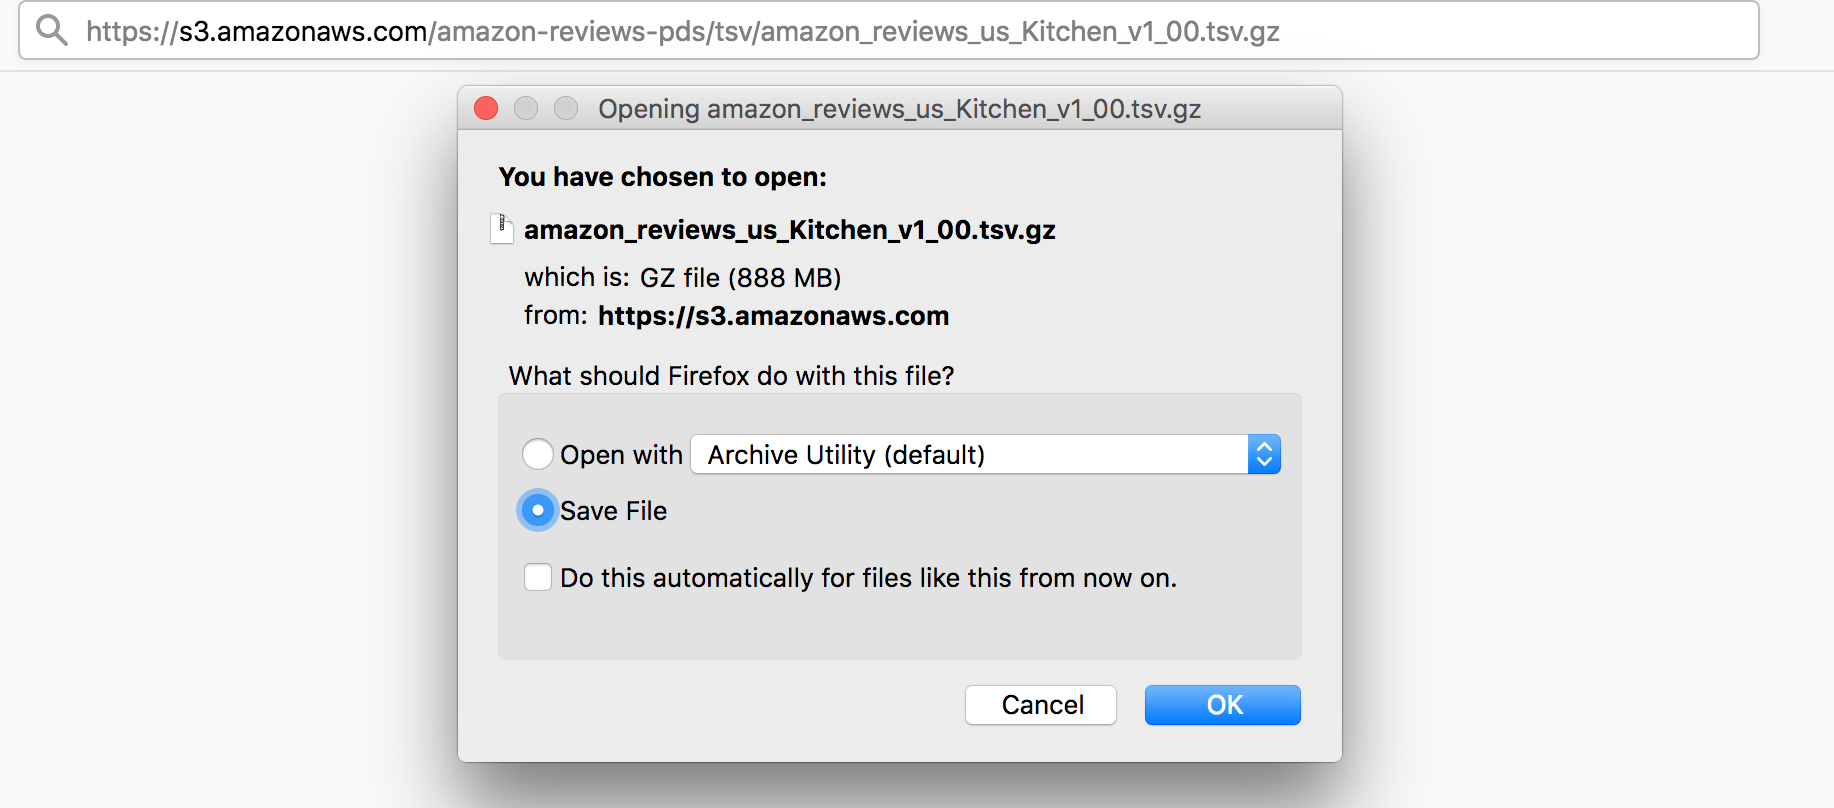 https://s3.amazonaws.com/amazon-reviews-pds/tsv/amazon_reviews_us_Kitchen_v1_00.tsv.gz
Opening amazon_reviews_us_Kitchen_v1_00.tsv.gz
You have chosen to open:
amazon_reviews_us_Kitchen_v1_00.tsv.gz
which is: GZ file (888 MB)
from: https://s3.amazonaws.com
What should Firefox do with this file?
Open with Archive Utility (default)
Save File
Do this automatically for files like this from now on.
Cancel OK